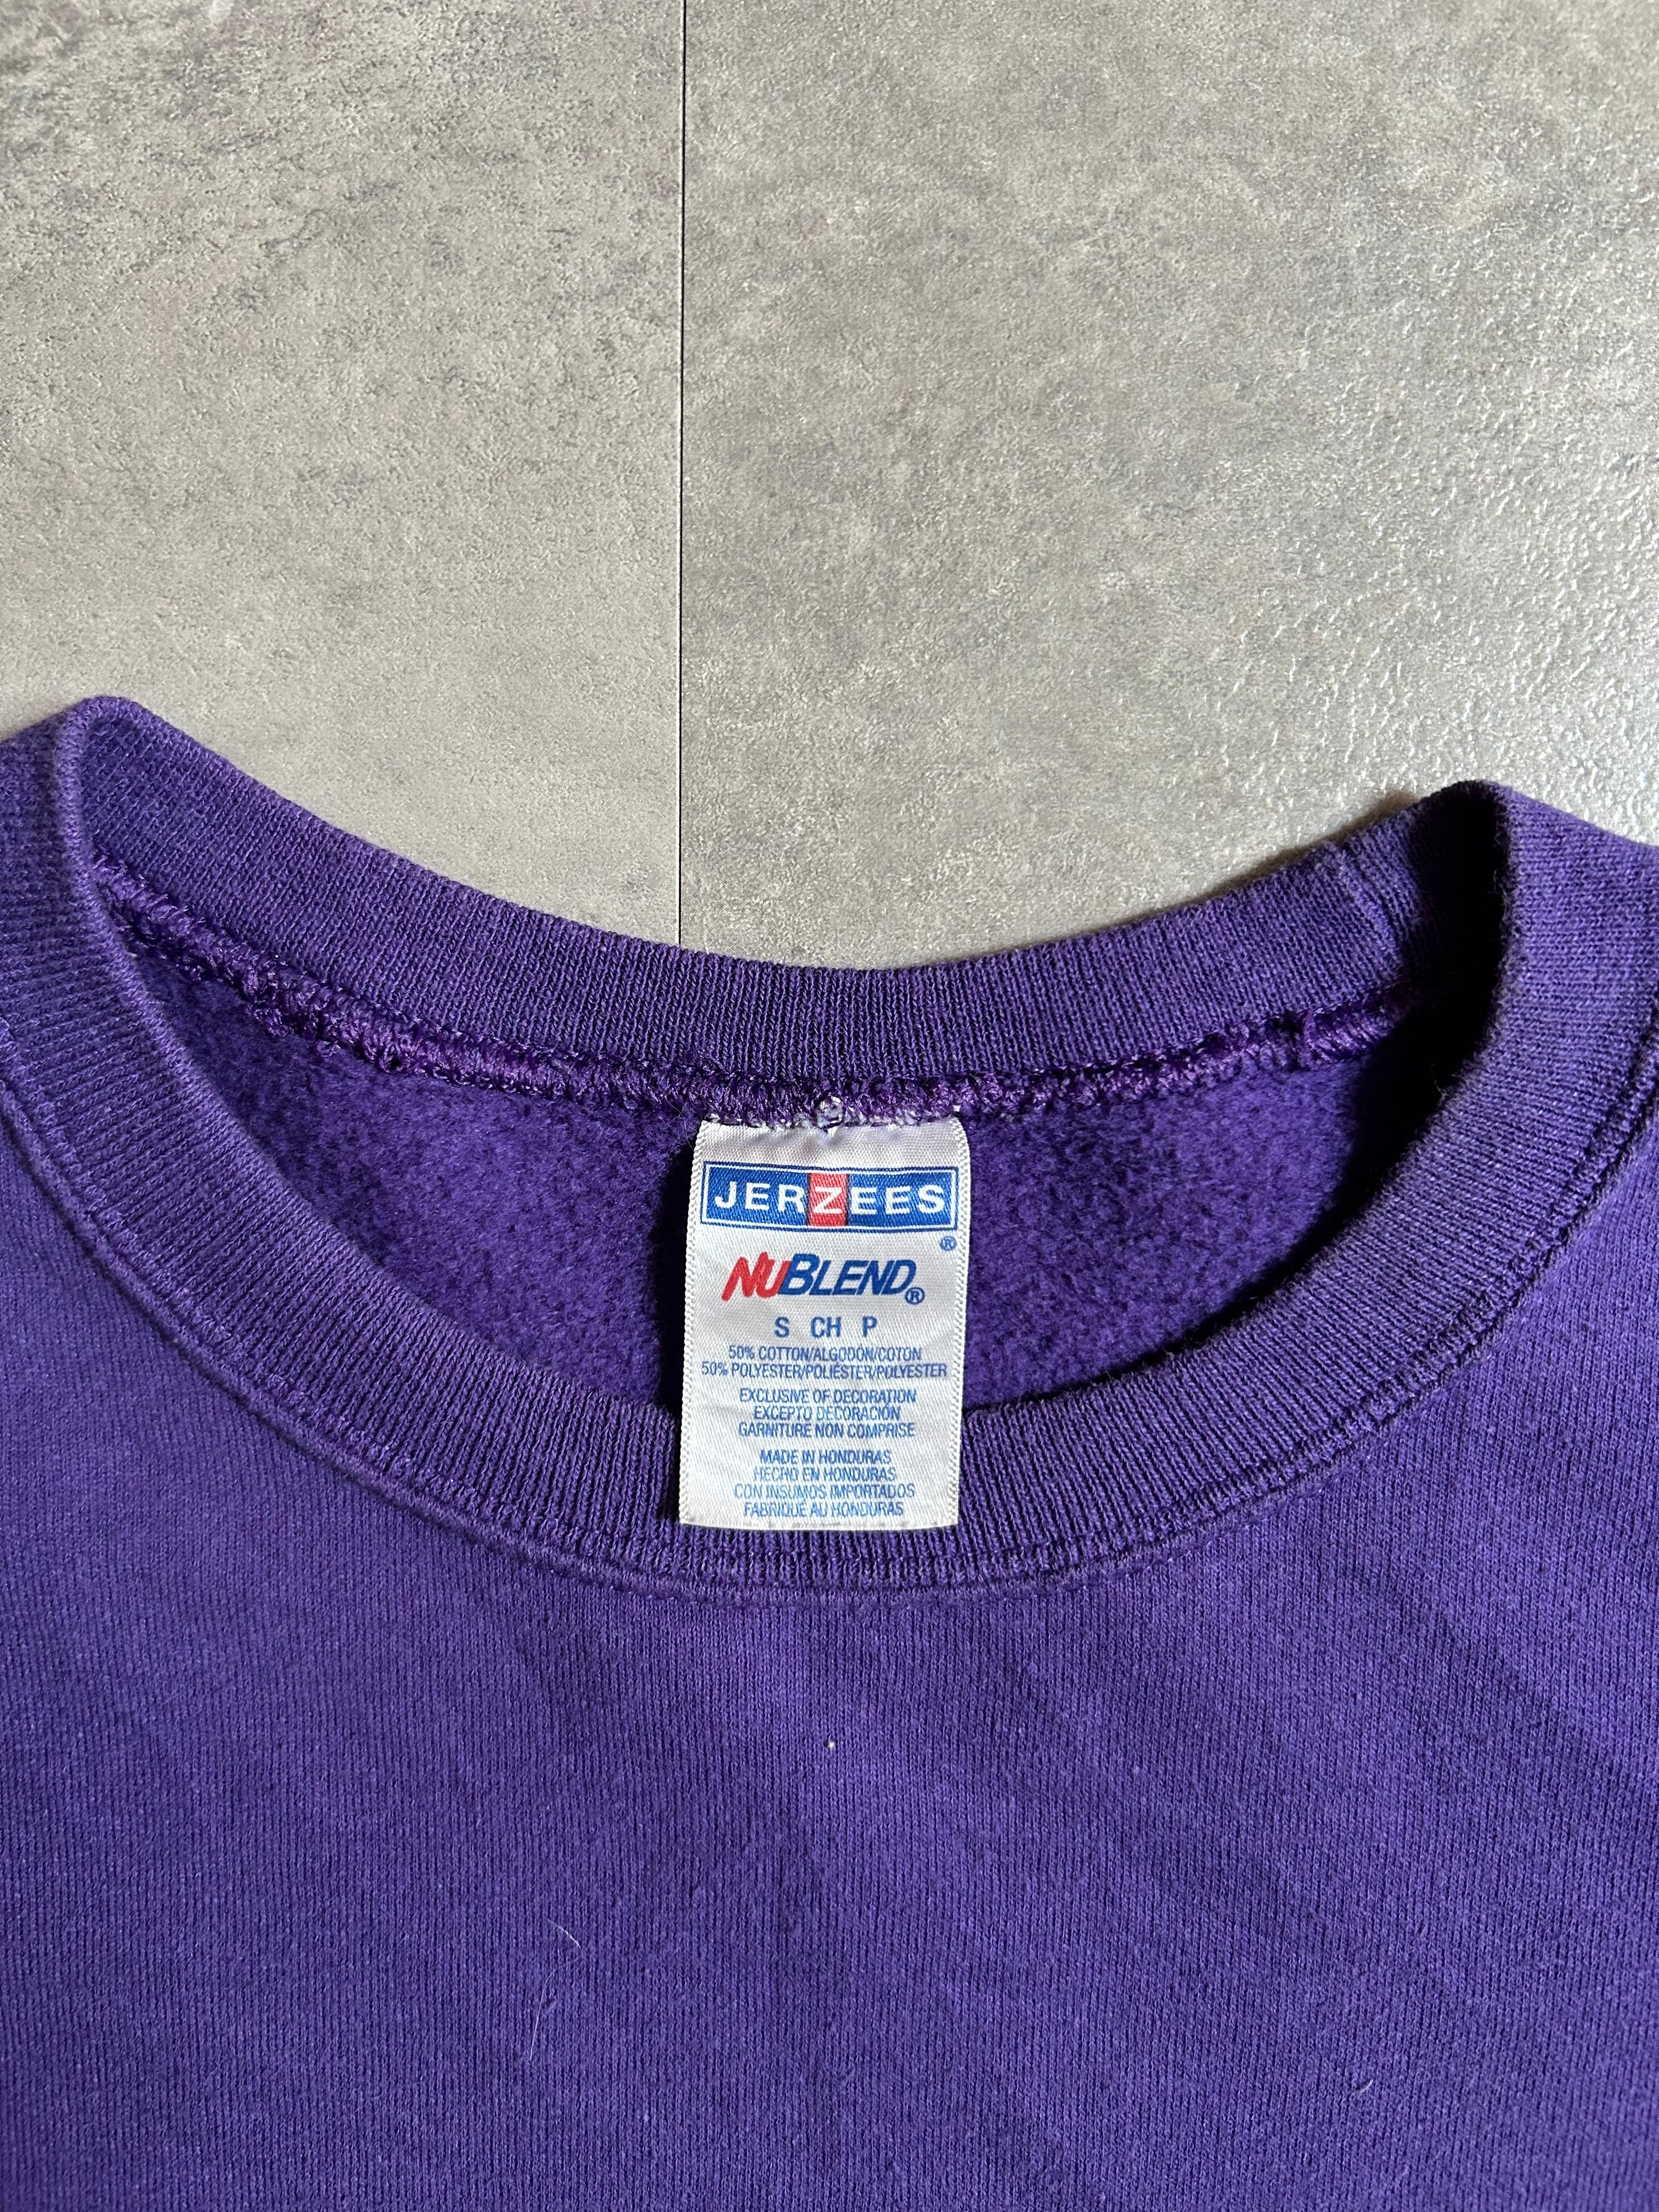 JERZEES
®
NUBLEND®
S CH P
50% COTTON/ALGODÓN/COTON
50% POLYESTER/POLIÉSTER/POLYESTER
EXCLUSIVE OF DECORATION
EXCEPTO DECORACIÓN
GARNITURE NON COMPRISE
MADE IN HONDURAS
HECHO EN HONDURAS
CON INSUMOS IMPORTADOS
FABRIQUÉ AU HONDURAS